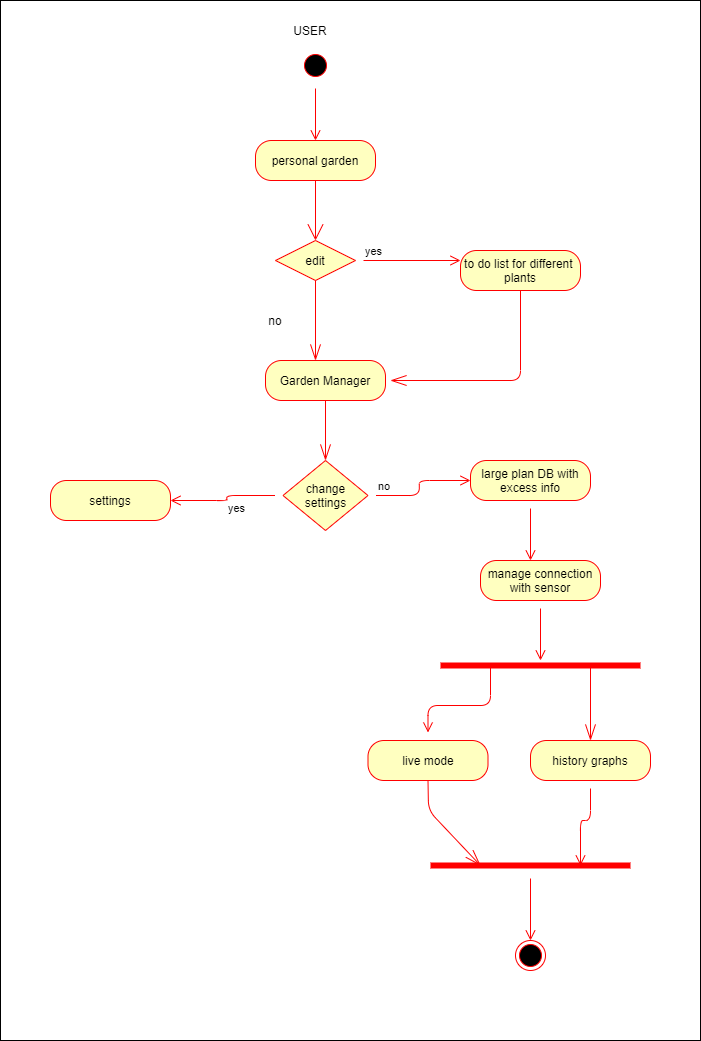 USER
personal garden
edit
yes
to do list for different
plants
no
Garden Manager
change
settings
no
large plan DB with
excess info
settings
yes
manage connection
with sensor
live mode
history graphs